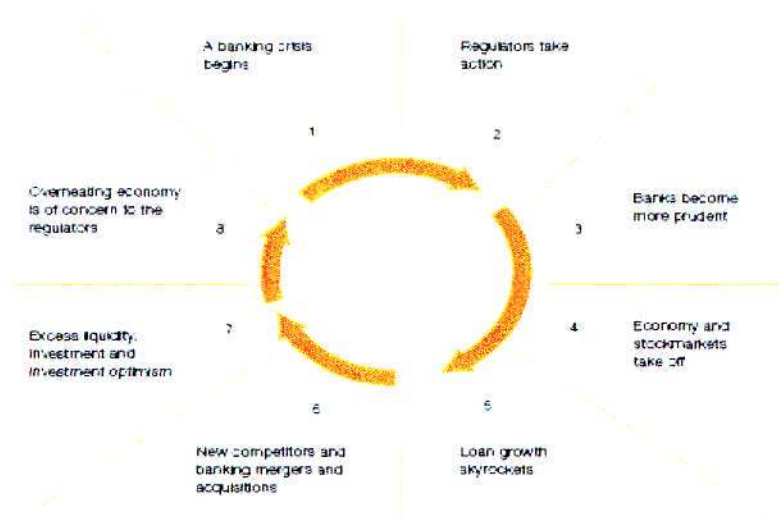 A banking crisis
begins
1
Regulators take
action
2
Banks become
more prudent
3
Economy and
stockmarkets
take off
4
Loan growth
skyrockets
5
New competitors and
banking mergers and
acquisitions
6
Excess liquidity,
investment and
investment optimism
7
Overheating economy
is of concern to the
regulators
8